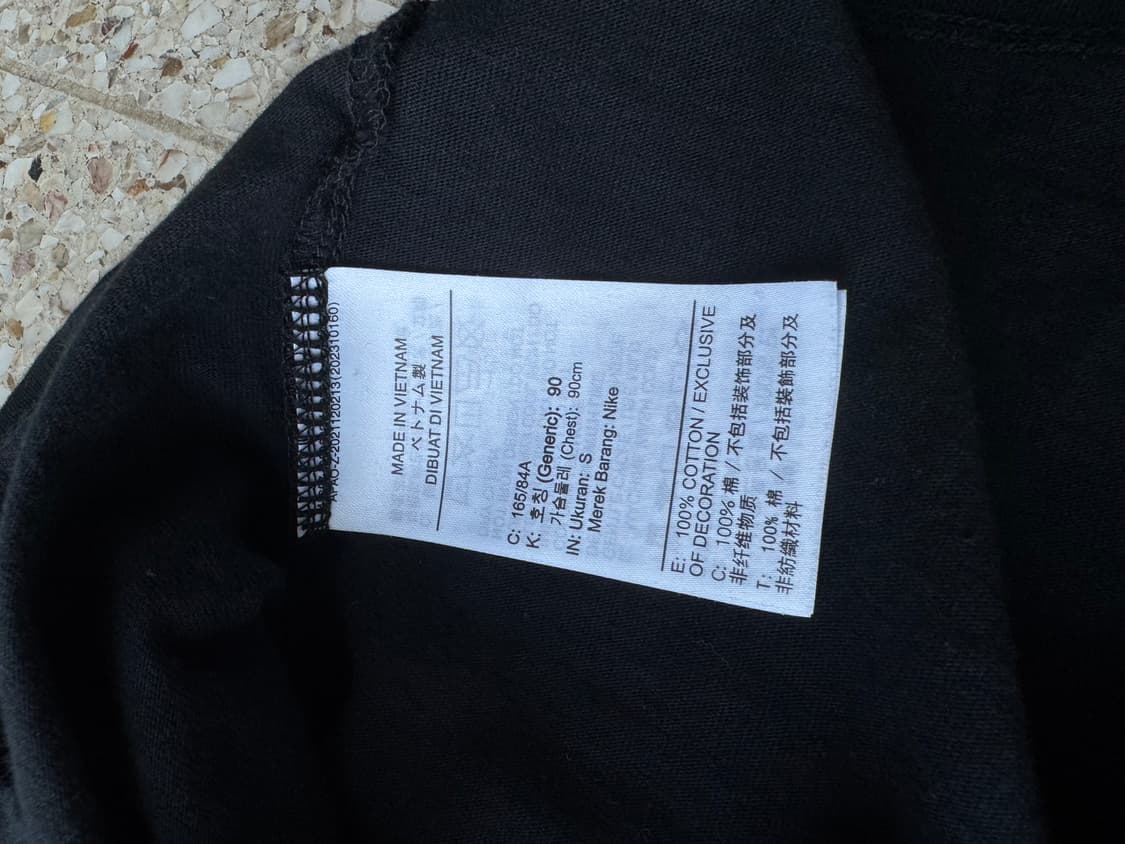 MADE IN VIETNAM
ベトナム製
DIBUAT DI VIETNAM
C: 165/84A
K: 호칭 (Generic): 90
가슴둘레 (Chest): 90cm
IN: Ukuran: S
Merek Barang: Nike
E: 100% COTTON / EXCLUSIVE
OF DECORATION
C: 100% 棉 / 不包括装饰部分及
非纤维物质
T: 100% 棉 / 不包括裝飾部分及
非紡織材料